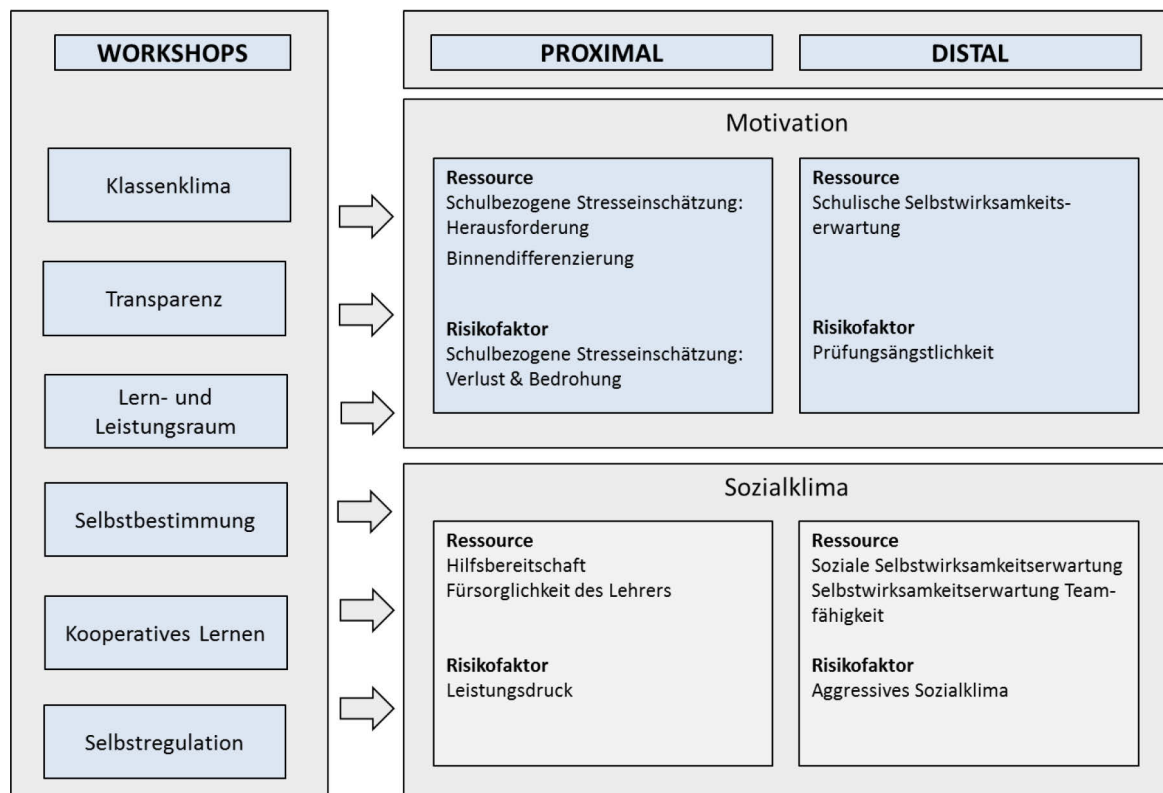 WORKSHOPS
Klassenklima
Transparenz
Lern- und
Leistungsraum
Selbstbestimmung
Kooperatives Lernen
Selbstregulation
PROXIMAL
DISTAL
Motivation
Ressource
Schulbezogene Stresseinschätzung:
Herausforderung
Binnendifferenzierung
Risikofaktor
Schulbezogene Stresseinschätzung:
Verlust & Bedrohung
Ressource
Schulische Selbstwirksamkeits-
erwartung
Risikofaktor
Prüfungsängstlichkeit
Sozialklima
Ressource
Hilfsbereitschaft
Fürsorglichkeit des Lehrers
Risikofaktor
Leistungsdruck
Ressource
Soziale Selbstwirksamkeitserwartung
Selbstwirksamkeitserwartung Team-
fähigkeit
Risikofaktor
Aggressives Sozialklima